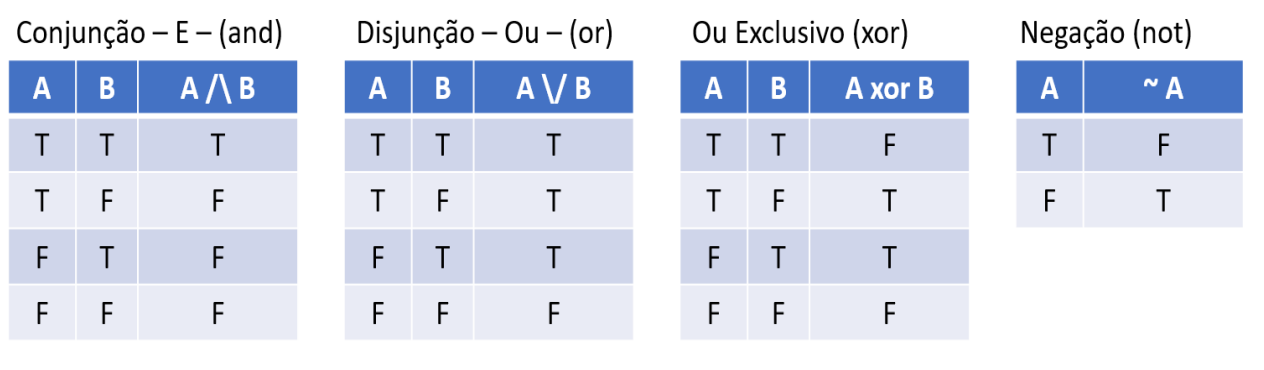 Conjunção – E – (and) Disjunção – Ou – (or) Ou Exclusivo (xor) Negação (not)
A B A /\ B A B A \/ B A B A xor B A ~ A
T T T T T T T T F T F
T F F T F T T F T F T
F T F F T T F T T
F F F F F F F F F